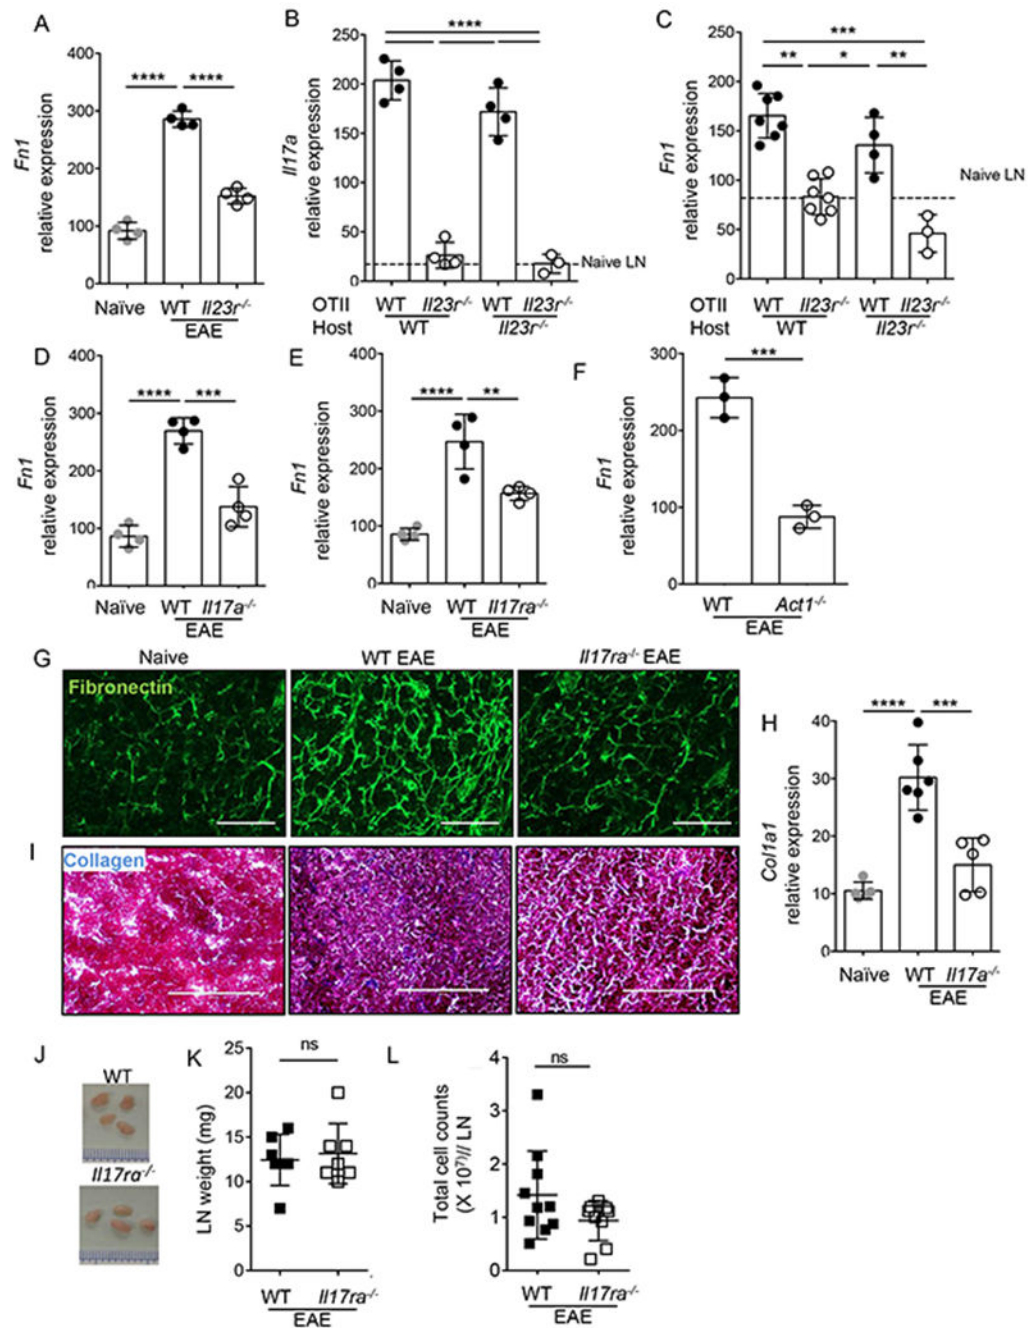 A
Fn1
relative expression
400
300
200
100
0
**** ****
Naïve WT Il23r-/-
EAE
B
Il17a
relative expression
250
200
150
100
50
0
****
Naive LN
OTII WT Il23r-/- WT Il23r-/-
Host WT Il23r-/-
C
Fn1
relative expression
250
200
150
100
50
0
***
** * **
Naive LN
OTII WT Il23r-/- WT Il23r-/-
Host WT Il23r-/-
D
Fn1
relative expression
400
300
200
100
0
**** ***
Naïve WT Il17a-/-
EAE
E
Fn1
relative expression
400
300
200
100
0
**** **
Naïve WT Il17ra-/-
EAE
F
Fn1
relative expression
300
200
100
0
***
WT Act1-/-
EAE
G
Naive WT EAE Il17ra-/- EAE
Fibronectin
H
Col1a1
relative expression
40
30
20
10
0
**** ***
Naïve WT Il17a-/-
EAE
I
Collagen
J
WT
Il17ra-/-
K
LN weight (mg)
25
20
15
10
5
0
ns
WT Il17ra-/-
EAE
L
Total cell counts
(X 10⁷)// LN
4
3
2
1
0
ns
WT Il17ra-/-
EAE